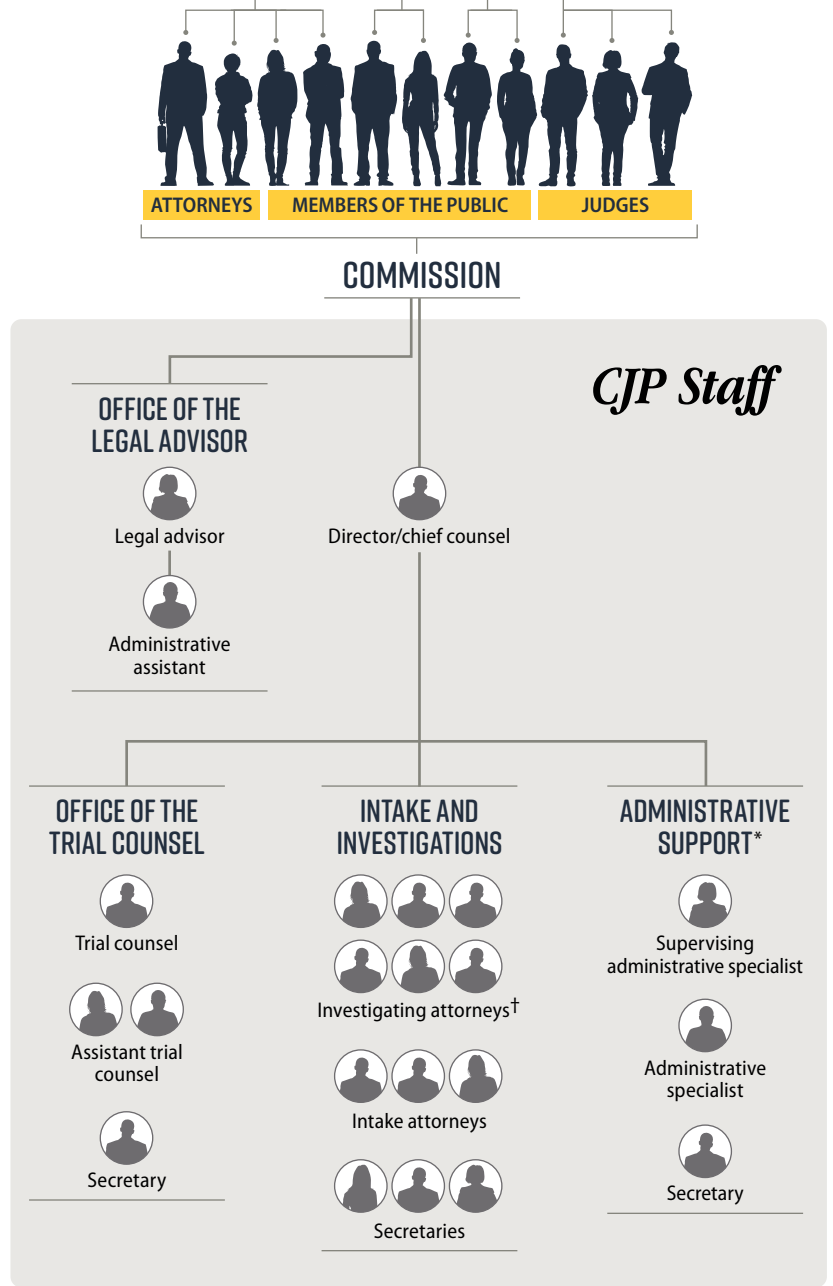 ATTORNEYS
MEMBERS OF THE PUBLIC
JUDGES
COMMISSION
CJP Staff
OFFICE OF THE
LEGAL ADVISOR
Legal advisor
Director/chief counsel
Administrative
assistant
OFFICE OF THE
TRIAL COUNSEL
Trial counsel
Assistant trial
counsel
Secretary
INTAKE AND
INVESTIGATIONS
Investigating attorneys†
Intake attorneys
Secretaries
ADMINISTRATIVE
SUPPORT*
Supervising
administrative specialist
Administrative
specialist
Secretary